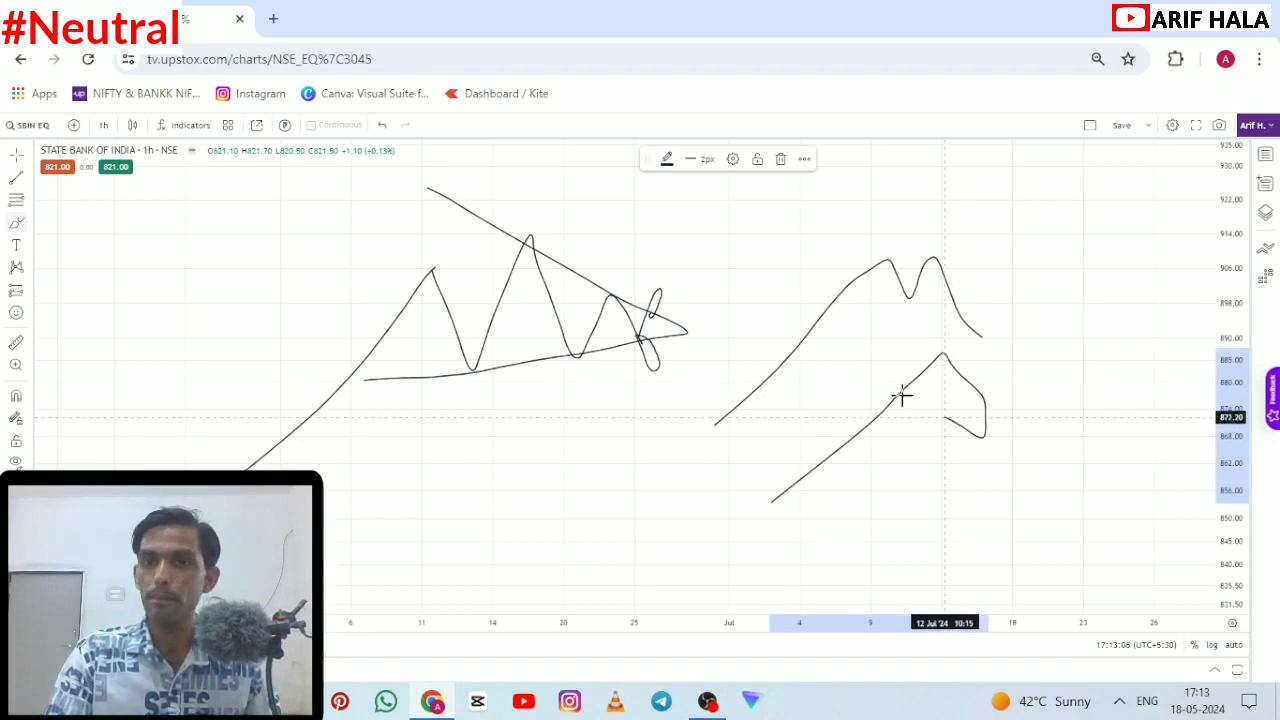 #Neutral
%
ARIF HALA
tv.upstox.com/charts/NSE_EQ%7C3045
A
Apps
NIFTY & BANKK NIF...
Instagram
Canva: Visual Suite f...
Dashboard / Kite
SBIN EQ
1h
Indicators
Continuous
Save
Arif H.
STATE BANK OF INDIA · 1h · NSE
O821.10 H821.70 L820.50 C821.50 +1.10 (+0.13%)
821.00
0.00
821.00
2px
935.00
930.00
922.00
914.00
906.00
898.00
890.00
885.00
880.00
874.00
872.20
868.00
862.00
856.00
850.00
845.00
840.00
835.50
831.50
Feedback
6
11
14
20
25
Jul
4
9
12 Jul '24 10:15
18
23
26
17:13:06 (UTC+5:30)
%
log
auto
42°C Sunny
ENG
17:13
18-05-2024